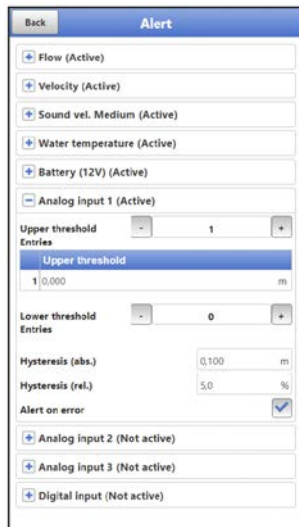 Back Alert
+ Flow (Active)
+ Velocity (Active)
+ Sound vel. Medium (Active)
+ Water temperature (Active)
+ Battery (12V) (Active)
− Analog input 1 (Active)
Upper threshold - 1 +
Entries
Upper threshold
1 0,000 m
Lower threshold - 0 +
Entries
Hysteresis (abs.) 0,100 m
Hysteresis (rel.) 5,0 %
Alert on error
+ Analog input 2 (Not active)
+ Analog input 3 (Not active)
+ Digital input (Not active)